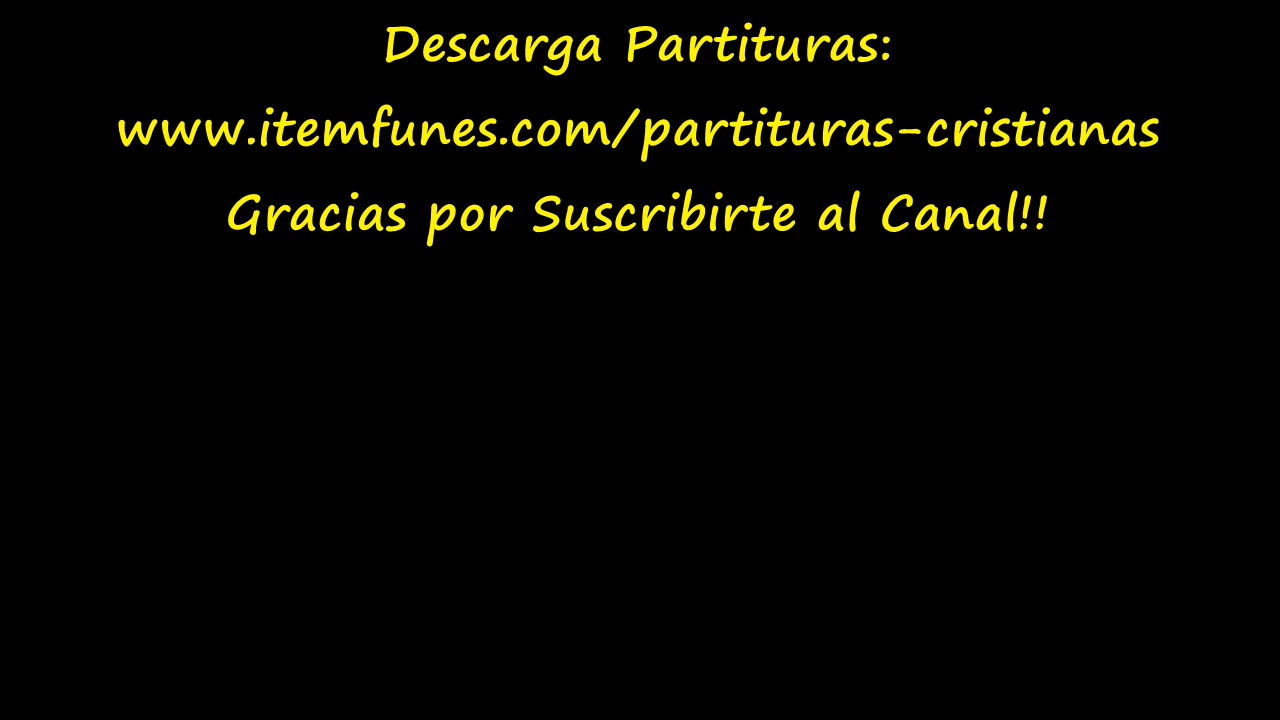 Descarga Partituras:
www.itemfunes.com/partituras-cristianas
Gracias por Suscribirte al Canal!!